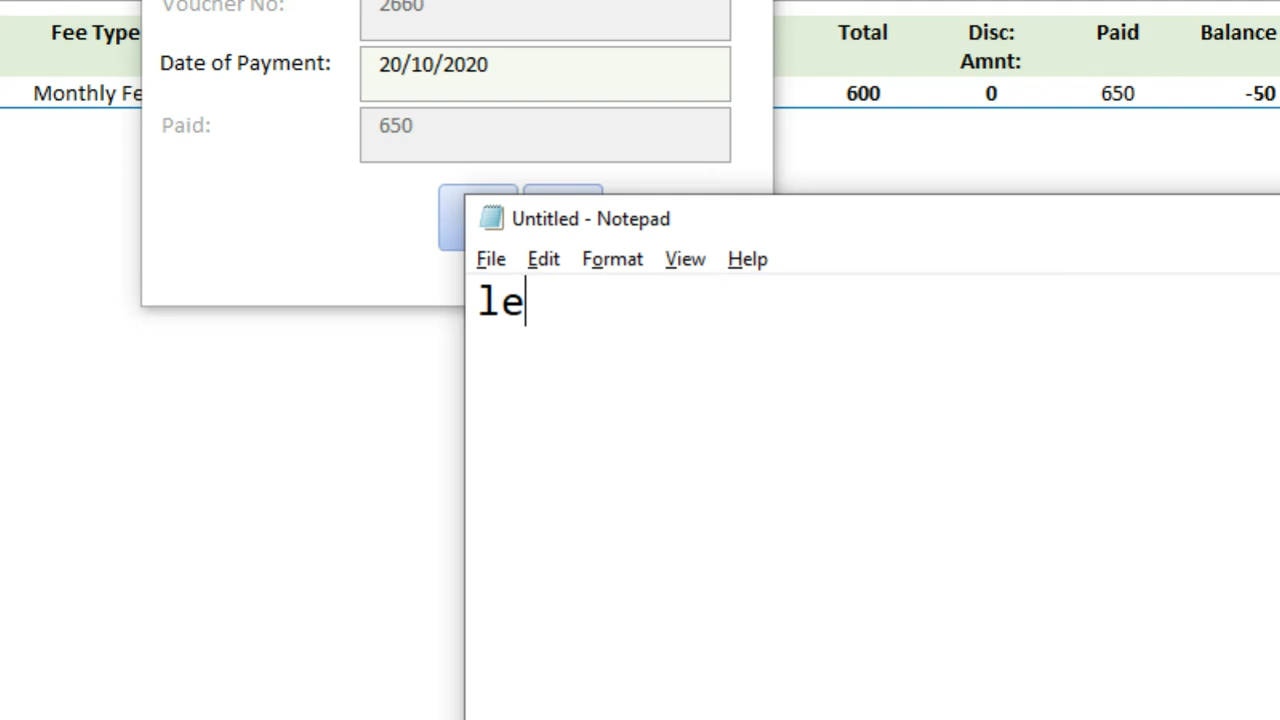 Voucher No: 2660
Fee Type Total Disc: Amnt: Paid Balance
Date of Payment: 20/10/2020
Monthly Fe 600 0 650 -50
Paid: 650
Untitled - Notepad
File Edit Format View Help
le